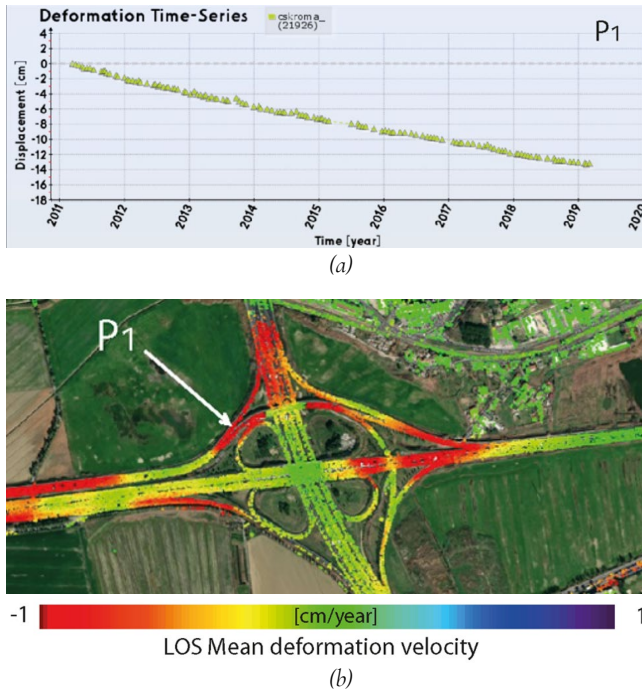 Deformation Time-Series
cskroma_
(21926)
P1
4
2
0
-2
-4
-6
-8
-10
-12
-14
-16
-18
Displacement [cm]
2011
2012
2013
2014
2015
2016
2017
2018
2019
2020
Time [year]
(a)
P1
-1
[cm/year]
1
LOS Mean deformation velocity
(b)